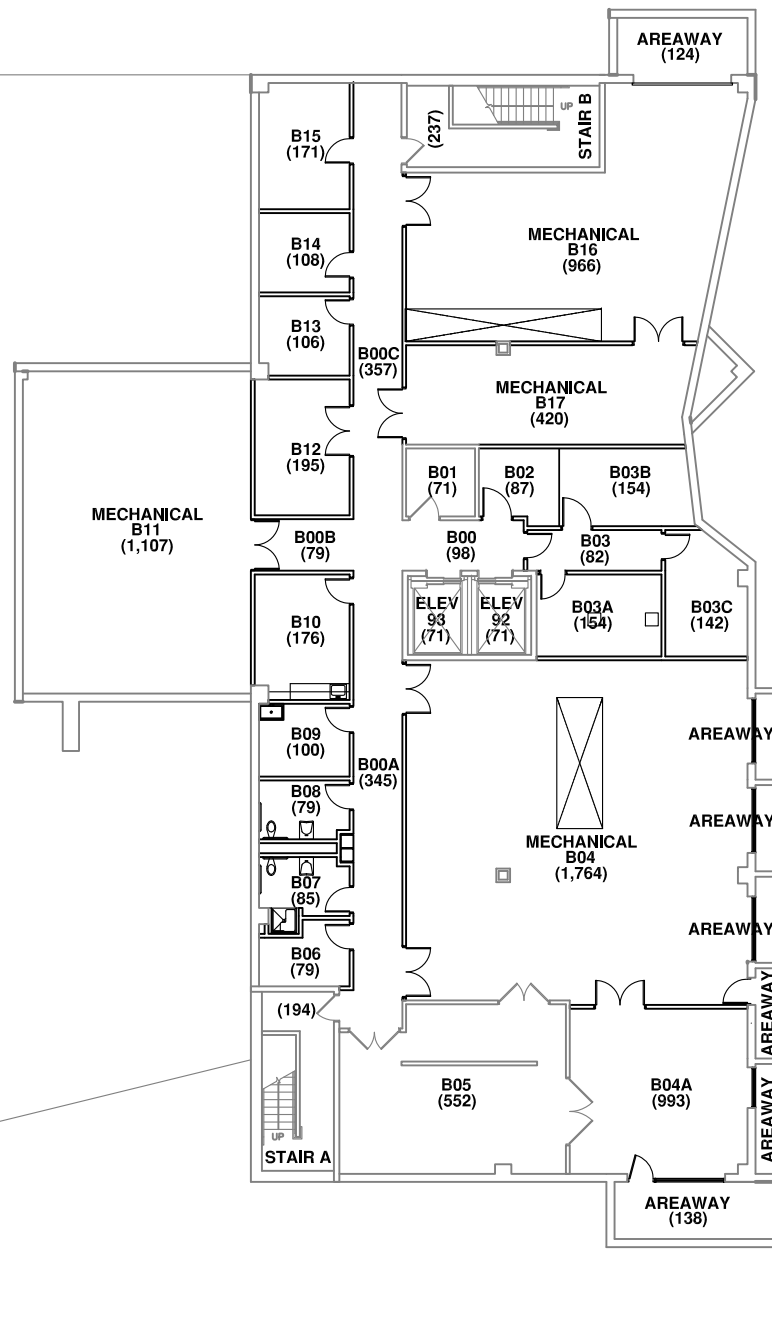 AREAWAY
(124)
B15
(171)
(237)
UP
STAIR B
B14
(108)
MECHANICAL
B16
(966)
B13
(106)
B00C
(357)
MECHANICAL
B17
(420)
B12
(195)
B01
(71)
B02
(87)
B03B
(154)
MECHANICAL
B11
(1,107)
B00B
(79)
B00
(98)
B03
(82)
ELEV
93
(71)
ELEV
92
(71)
B03A
(154)
B03C
(142)
B10
(176)
B09
(100)
AREAWAY
B00A
(345)
B08
(79)
AREAWAY
MECHANICAL
B04
(1,764)
B07
(85)
AREAWAY
B06
(79)
(194)
AREAWAY
B05
(552)
B04A
(993)
AREAWAY
UP
STAIR A
AREAWAY
(138)